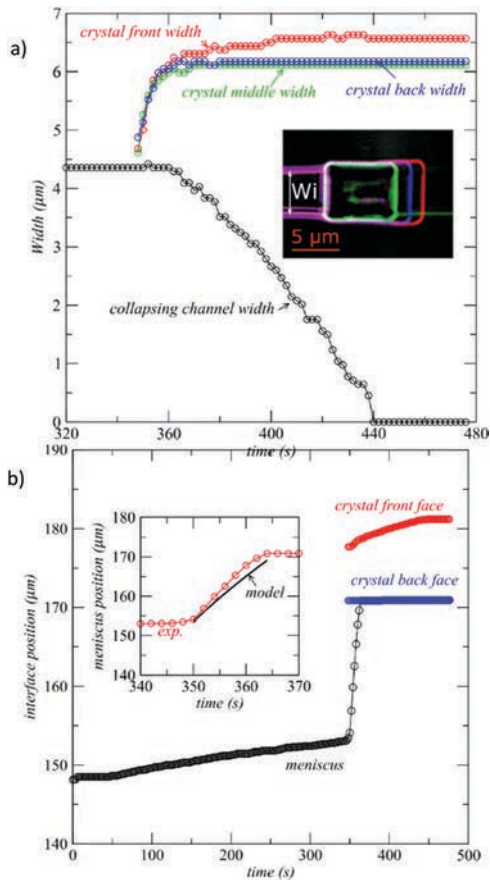 a)
7
6
5
4
3
2
1
0
Width (μm)
crystal front width
crystal middle width
crystal back width
Wi
5 μm
collapsing channel width
320
360
400
440
480
time (s)
b)
190
180
170
160
150
140
interface position (μm)
crystal front face
crystal back face
meniscus
180
170
160
150
140
130
meniscus position (μm)
model
exp.
340
350
360
370
time (s)
0
100
200
300
400
500
time (s)